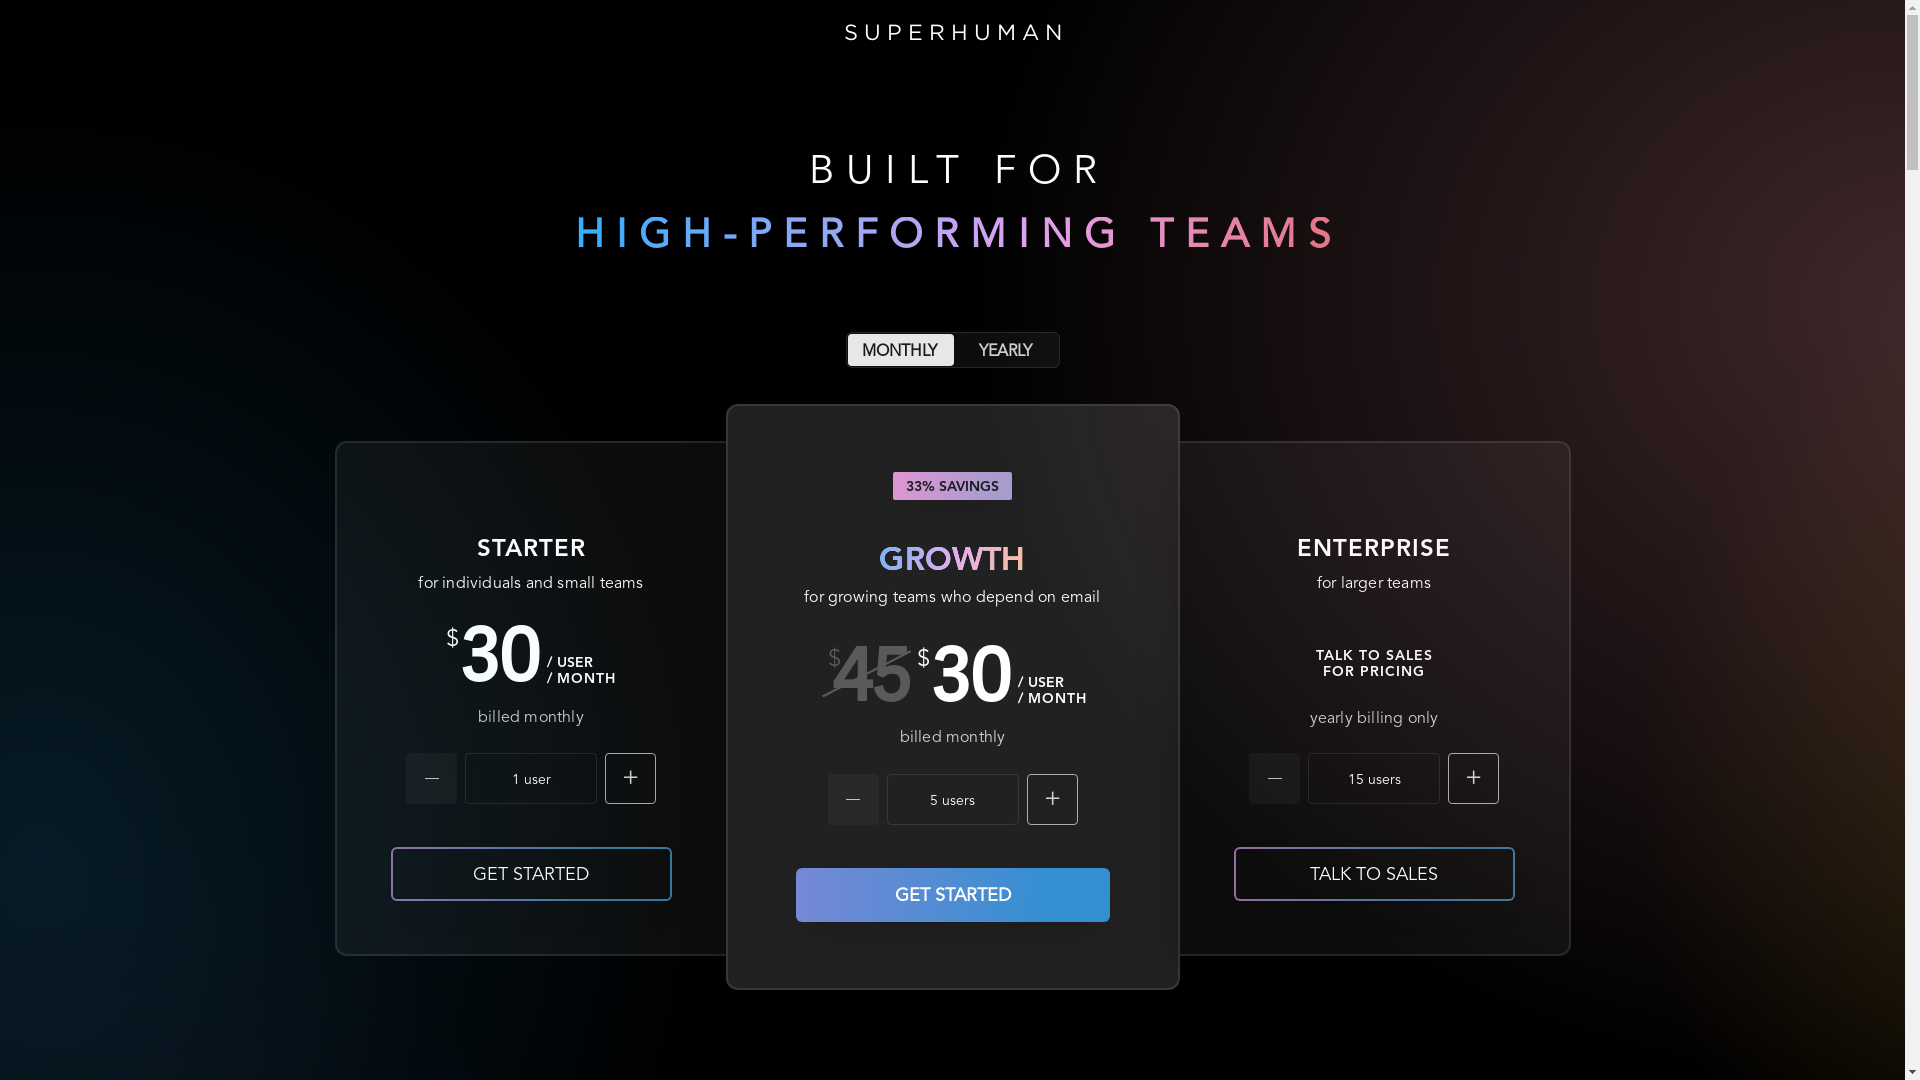 SUPERHUMAN
BUILT FOR
HIGH-PERFORMING TEAMS
MONTHLY
YEARLY
STARTER
for individuals and small teams
$30
/ USER
/ MONTH
billed monthly
—
1 user
+
GET STARTED
33% SAVINGS
GROWTH
for growing teams who depend on email
$45 $30
/ USER
/ MONTH
billed monthly
—
5 users
+
GET STARTED
ENTERPRISE
for larger teams
TALK TO SALES
FOR PRICING
yearly billing only
—
15 users
+
TALK TO SALES